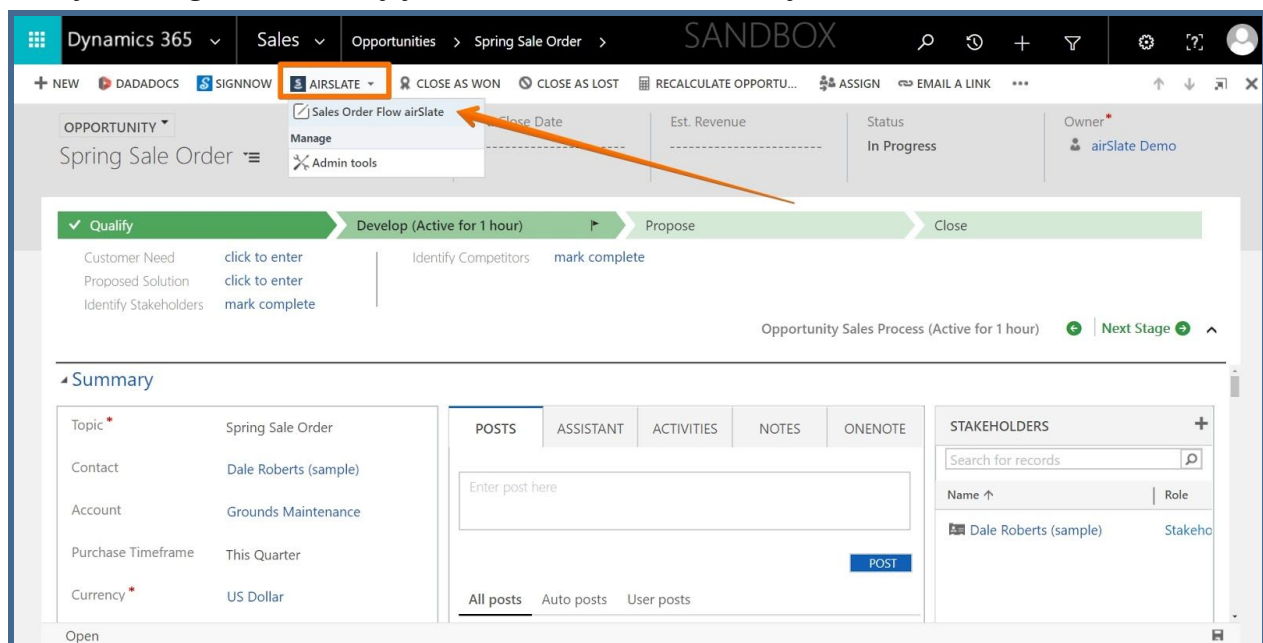 Dynamics 365 Sales Opportunities > Spring Sale Order > SANDBOX
NEW DADADOCS SIGNNOW AIRSLATE CLOSE AS WON CLOSE AS LOST RECALCULATE OPPORTU... ASSIGN EMAIL A LINK ...
Sales Order Flow airSlate
Manage
Admin tools
OPPORTUNITY
Spring Sale Order
Close Date
Est. Revenue
Status
In Progress
Owner*
airSlate Demo
Qualify
Develop (Active for 1 hour)
Propose
Close
Customer Need click to enter
Proposed Solution click to enter
Identify Stakeholders mark complete
Identify Competitors mark complete
Opportunity Sales Process (Active for 1 hour) Next Stage
Summary
Topic* Spring Sale Order
Contact Dale Roberts (sample)
Account Grounds Maintenance
Purchase Timeframe This Quarter
Currency* US Dollar
POSTS ASSISTANT ACTIVITIES NOTES ONENOTE
Enter post here
POST
All posts Auto posts User posts
STAKEHOLDERS
Search for records
Name Role
Dale Roberts (sample) Stakeho
Open